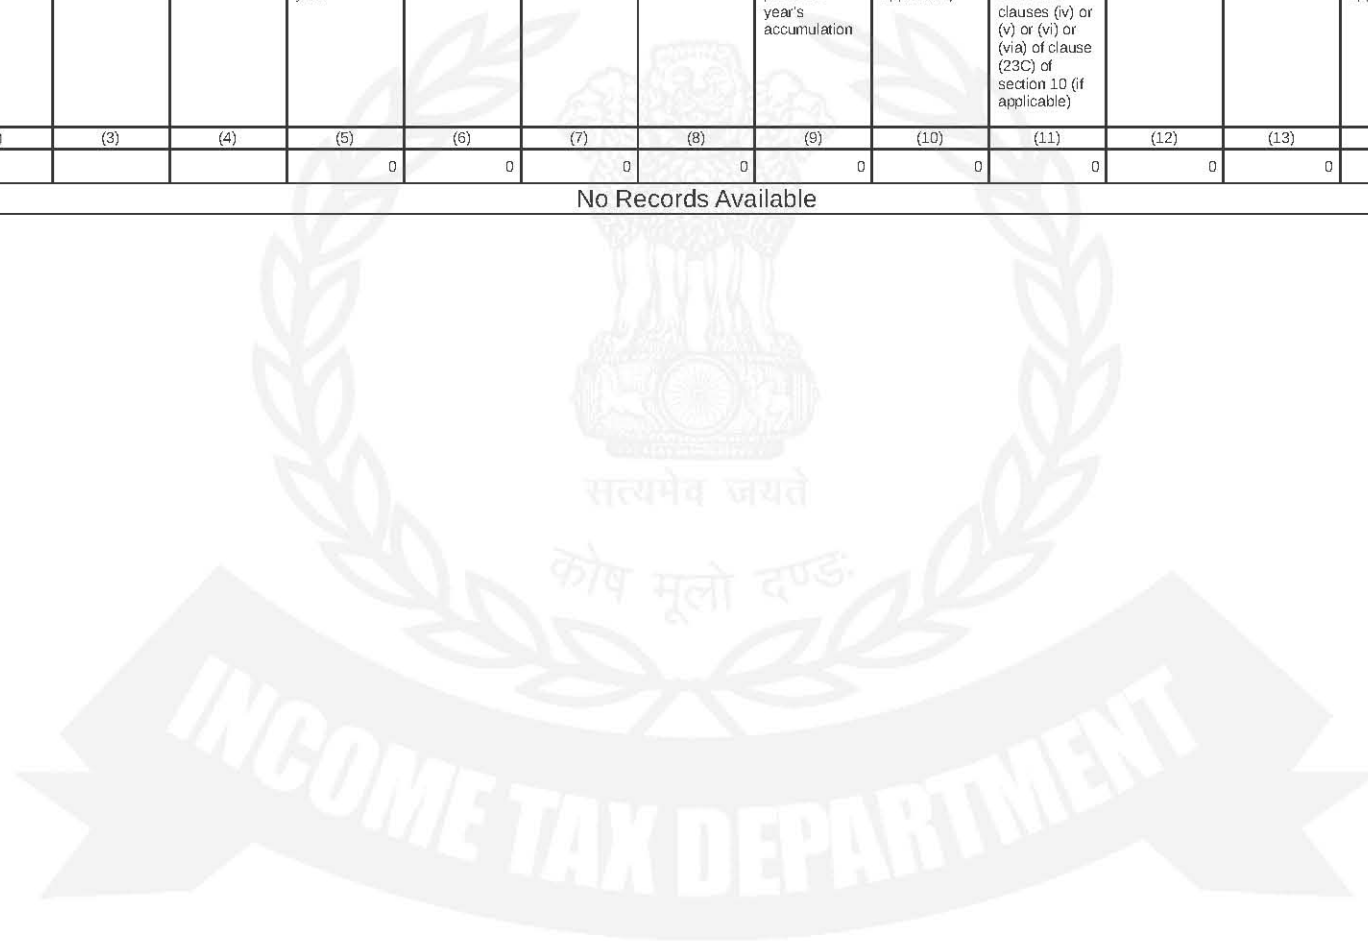 year's
accumulation
clauses (iv) or
(v) or (vi) or
(via) of clause
(23C) of
section 10 (if
applicable)
(3) (4) (5) (6) (7) (8) (9) (10) (11) (12) (13)
0 0 0 0 0 0 0 0 0
No Records Available
सत्यमेव जयते
कोष मूलो दण्डः
INCOME TAX DEPARTMENT